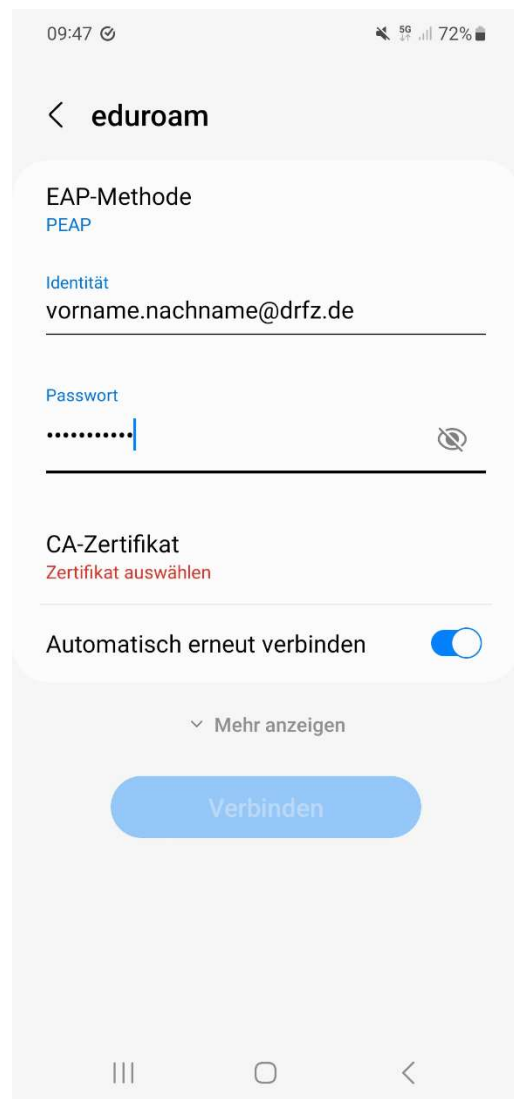 09:47
5G 72%
eduroam
EAP-Methode
PEAP
Identität
vorname.nachname@drfz.de
Passwort
•••••••••••
CA-Zertifikat
Zertifikat auswählen
Automatisch erneut verbinden
Mehr anzeigen
Verbinden